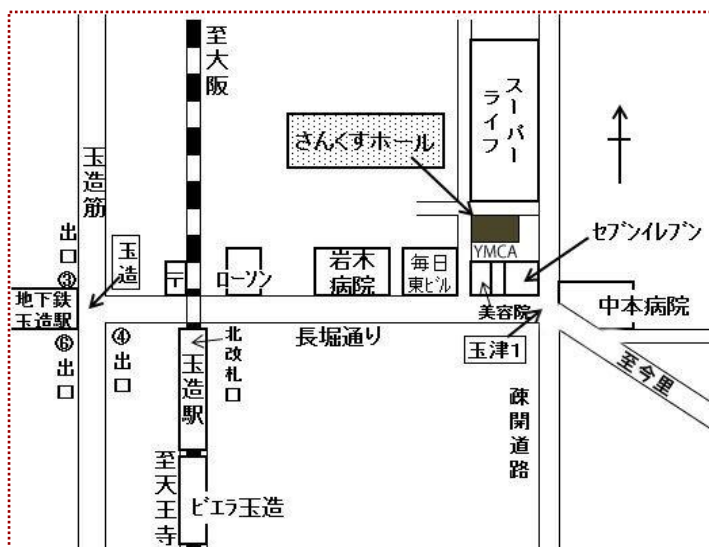 至大阪
スーパー
ライフ
さんくすホール
玉造筋
出口③
玉造
YMCA
セブンイレブン
〒
ローソン
岩木
病院
毎日
東ビル
地下鉄
玉造駅
美容院
中本病院
⑥出口
④出口
北改札口
長堀通り
玉津1
至今里
玉造駅
疎開道路
至天王寺
ビエラ玉造